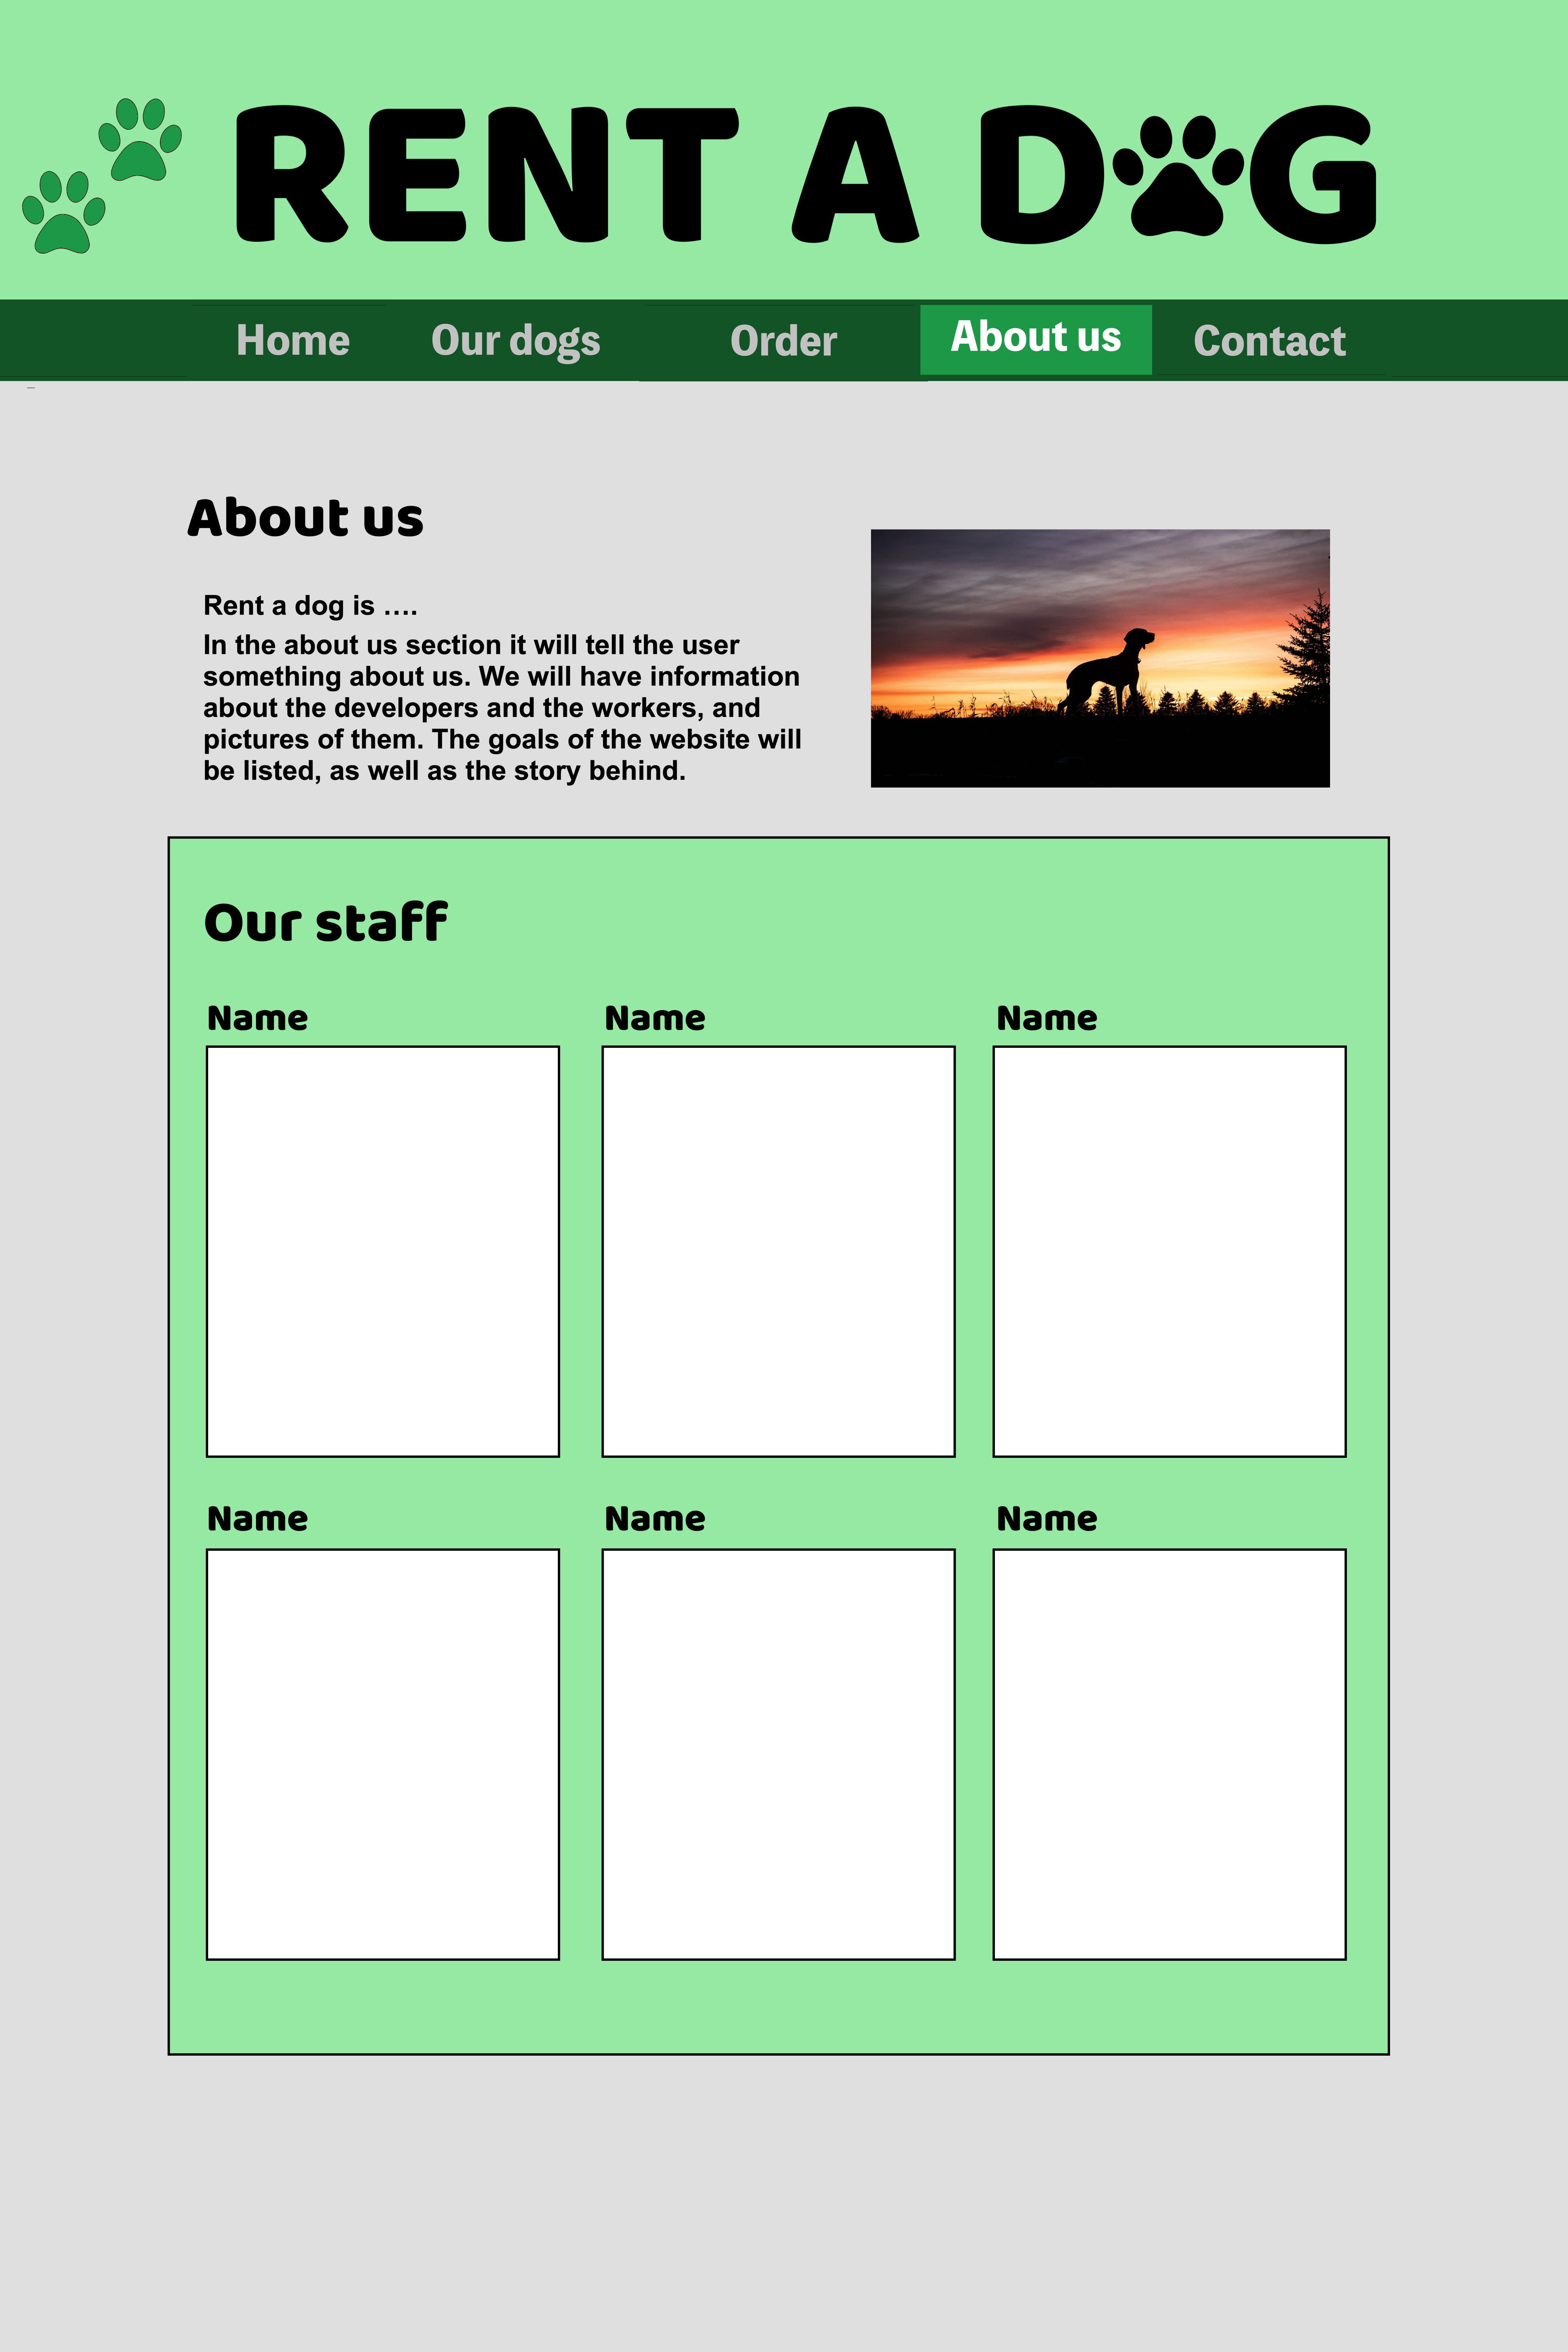 RENT A DOG
Home Our dogs Order About us Contact
About us
Rent a dog is ....
In the about us section it will tell the user
something about us. We will have information
about the developers and the workers, and
pictures of them. The goals of the website will
be listed, as well as the story behind.
Our staff
Name Name Name
Name Name Name